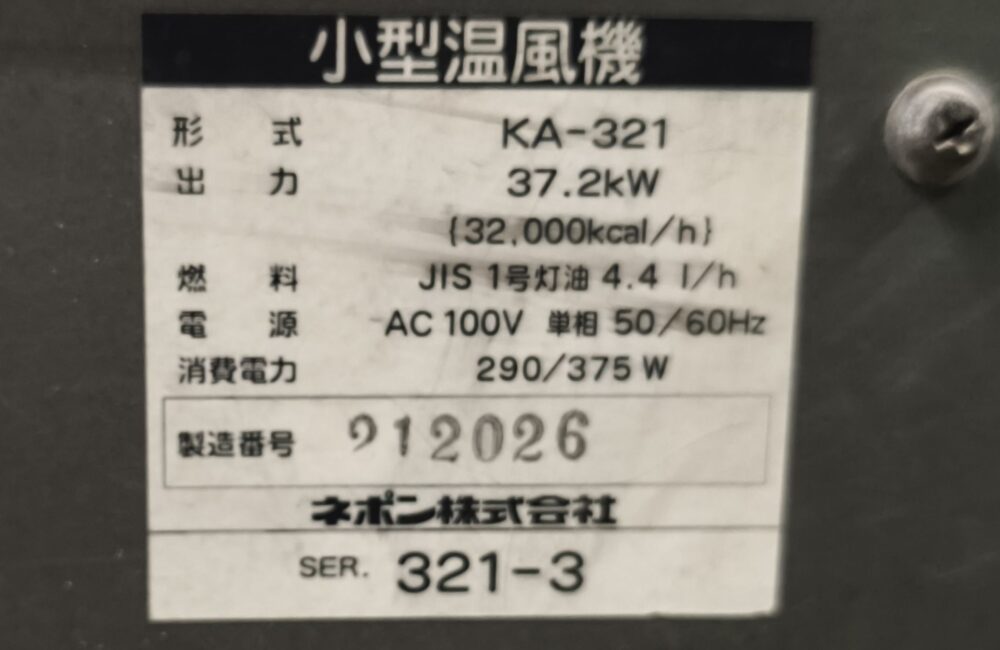 小型温風機
形式 KA-321
出力 37.2kW
{32,000kcal/h}
燃料 JIS 1号灯油 4.4 l/h
電源 AC 100V 単相 50/60Hz
消費電力 290/375 W
製造番号 912026
ネポン株式会社
SER. 321-3